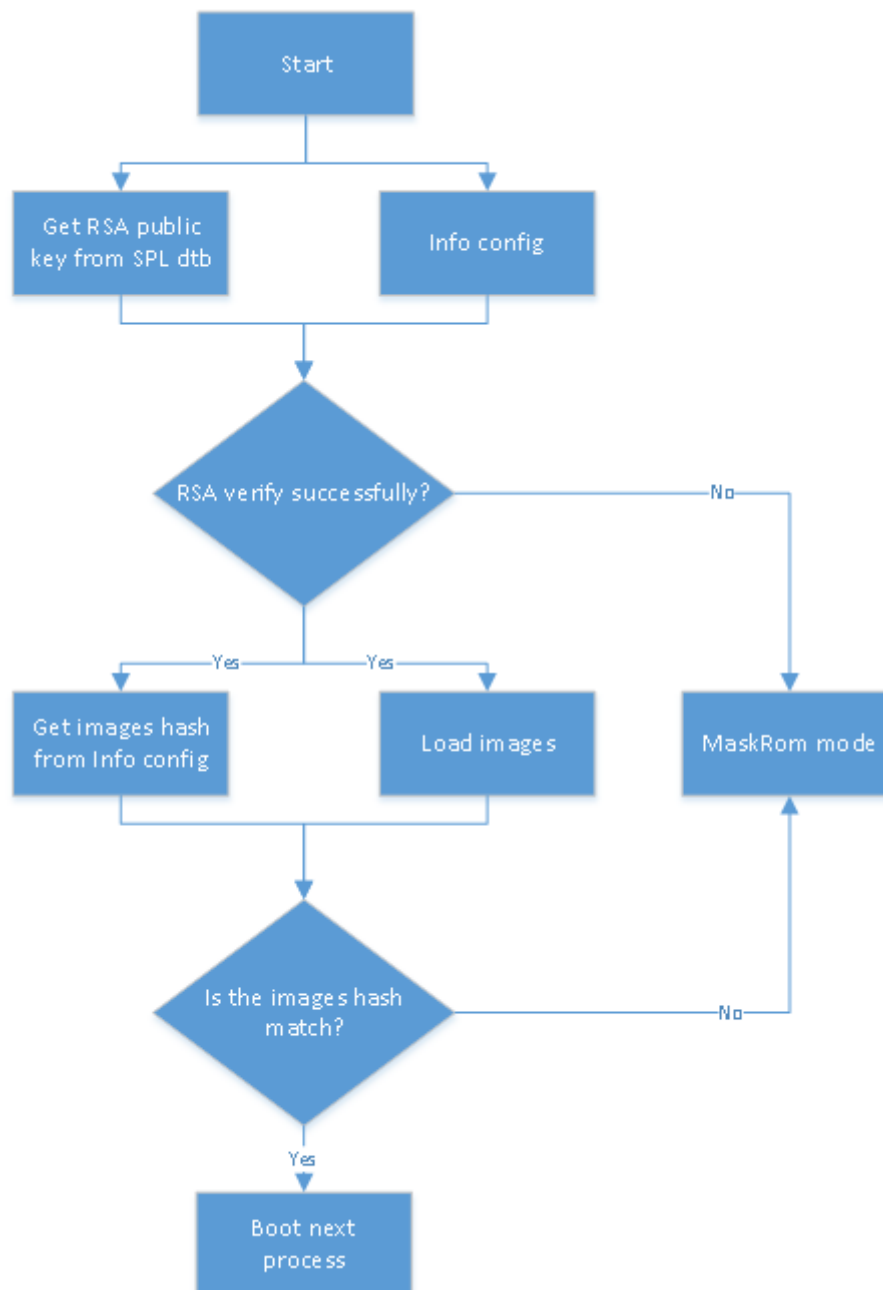 Start
Get RSA public
key from SPL dtb
Info config
RSA verify successfully?
No
Yes
Yes
Get images hash
from Info config
Load images
MaskRom mode
Is the images hash
match?
No
Yes
Boot next
process